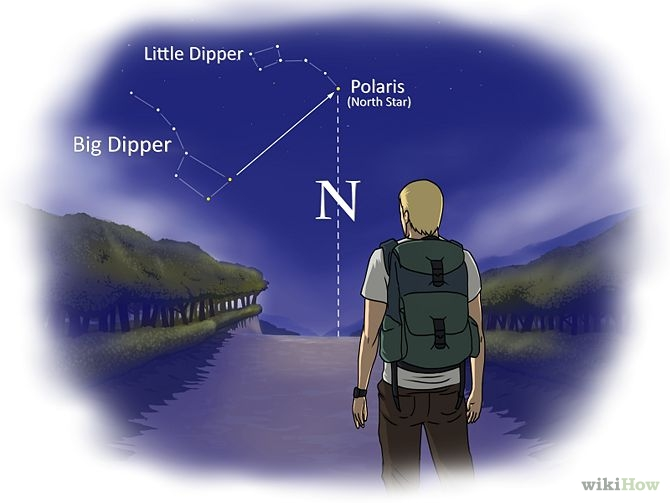 Little Dipper
Polaris
(North Star)
Big Dipper
N
wikiHow